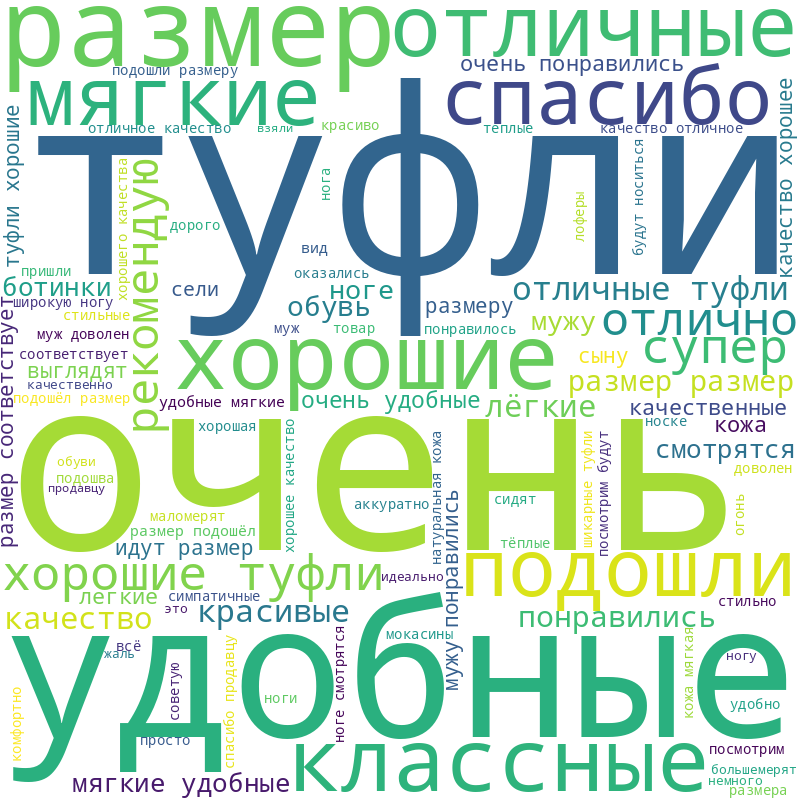 размер
отличные
очень понравились
подошли размеру
мягкие
спасибо
отличное качество
взяли
красиво
теплые
качество отличное
туфли хорошие
туфли
качество хорошее
хорошего качества
рекомендую
нога
лоферы
будут носиться
дорого
вид
оказались
пришли
ботинки
сели
ноге
отличные туфли
широкую ногу
обувь
размеру
стильные
мужу
отлично
муж доволен
муж
товар
понравилось
соответствует
хорошие
супер
сыну
выглядят
размер размер
качественно
подошёл размер
удобные мягкие
очень удобные
лёгкие
качественные
размер соответствует
очень
хорошая
хорошее качество
носке
кожа
натуральная кожа
шикарные туфли
посмотрим будут
смотрятся
обуви
доволен
подошва
продавцу
аккуратно
сидят
огонь
маломерят
размер подошёл
идут размер
тёплые
хорошие туфли
идеально
подошли
легкие
симпатичные
мужу понравились
стильно
качество
это
красивые
понравились
удобные
всё
жаль
мокасины
ноге смотрятся
кожа мягкая
ногу
комфортно
советую
спасибо продавцу
ноги
удобно
просто
классные
посмотрим
мягкие удобные
большемерят
немного
размера